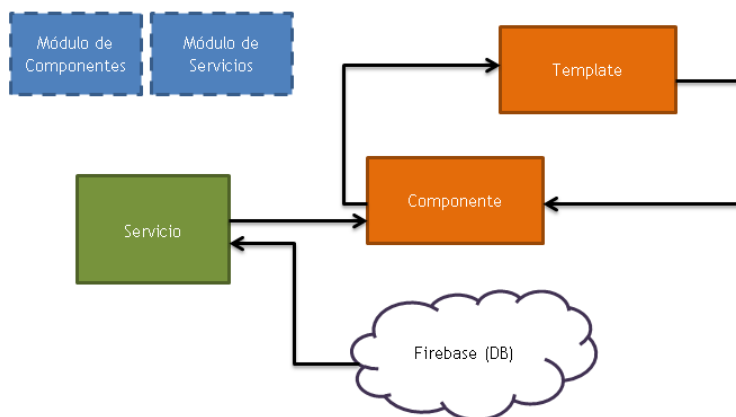 Módulo de
Componentes
Módulo de
Servicios
Template
Componente
Servicio
Firebase (DB)